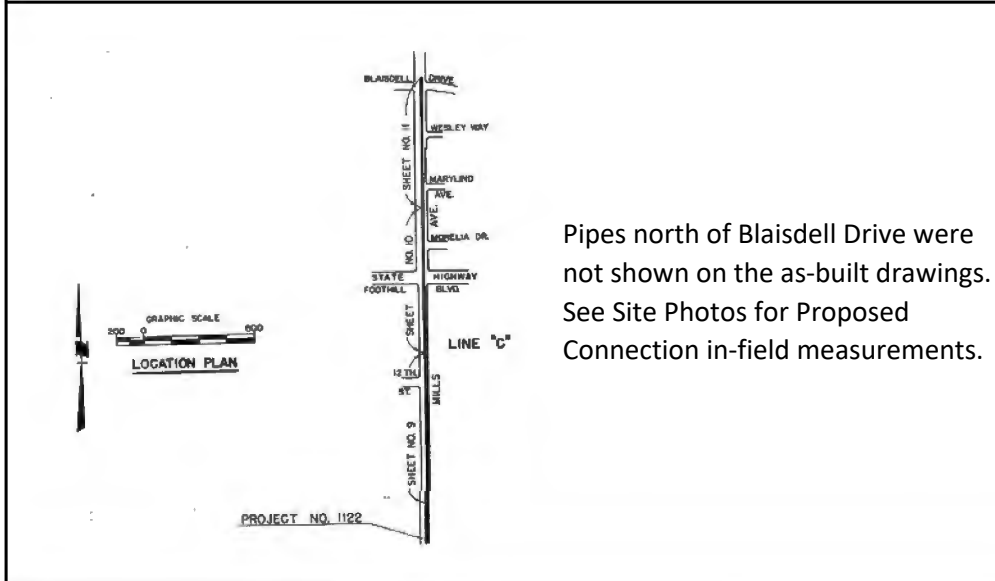 BLAISDELL DRIVE
WESLEY WAY
SHEET NO. 11
MARYLIND
AVE.
AVE.
MORELIA DR.
NO. 10
STATE HIGHWAY
FOOTHILL BLVD.
SHEET
LINE "C"
12 TH.
ST.
MILLS
SHEET NO. 9
PROJECT NO. 1122
GRAPHIC SCALE
200 0 600
LOCATION PLAN
Pipes north of Blaisdell Drive were
not shown on the as-built drawings.
See Site Photos for Proposed
Connection in-field measurements.